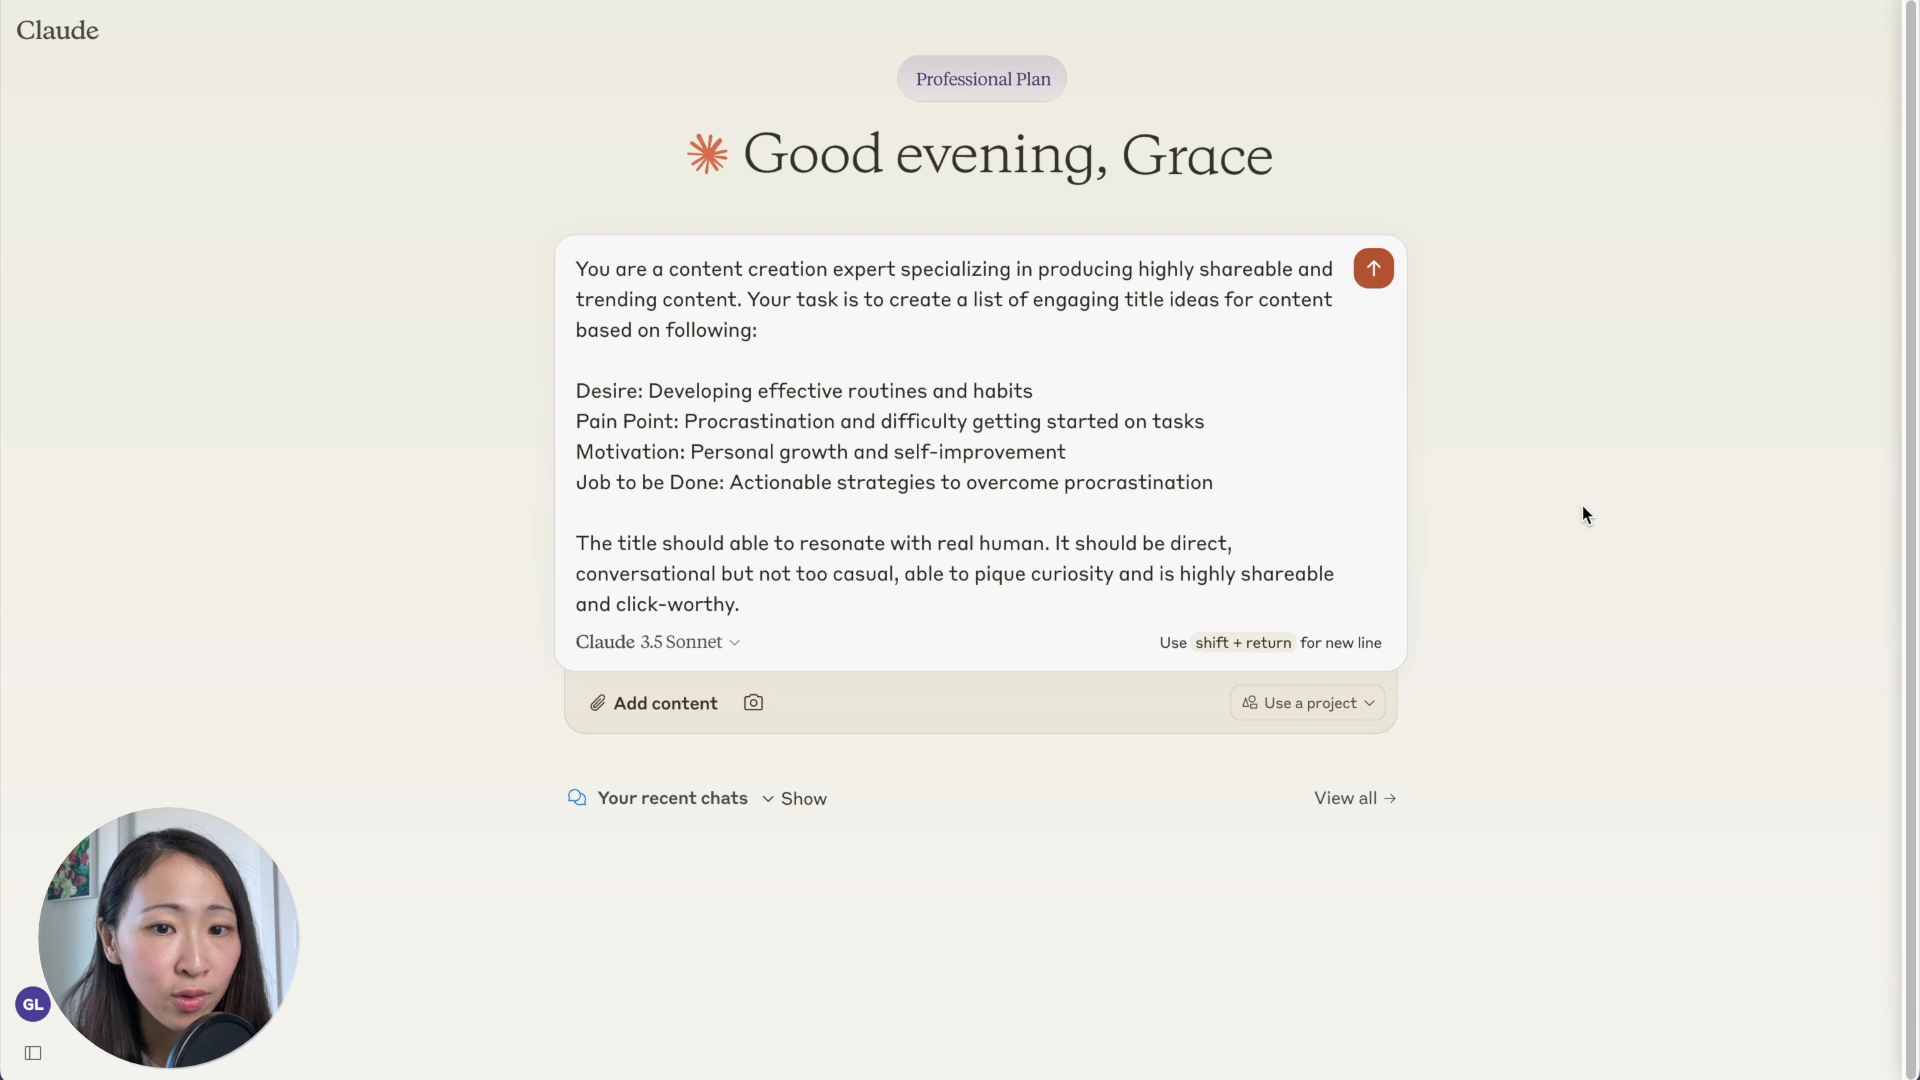 Claude
Professional Plan
Good evening, Grace
You are a content creation expert specializing in producing highly shareable and
trending content. Your task is to create a list of engaging title ideas for content
based on following:
Desire: Developing effective routines and habits
Pain Point: Procrastination and difficulty getting started on tasks
Motivation: Personal growth and self-improvement
Job to be Done: Actionable strategies to overcome procrastination
The title should able to resonate with real human. It should be direct,
conversational but not too casual, able to pique curiosity and is highly shareable
and click-worthy.
Claude 3.5 Sonnet
Use shift + return for new line
Add content
Use a project
Your recent chats
Show
View all →
GL